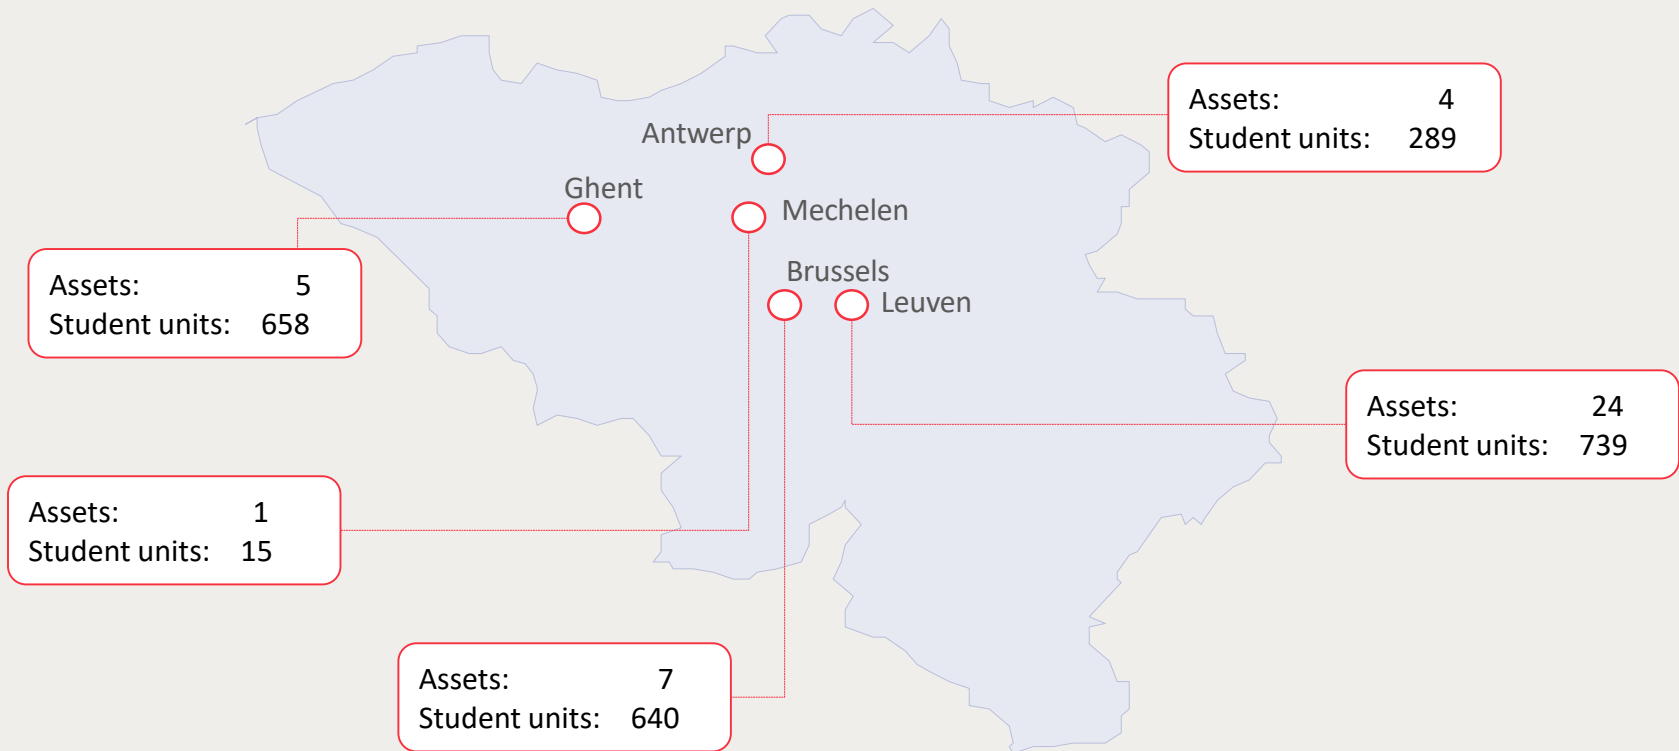 Assets: 4
Student units: 289
Antwerp
Ghent
Mechelen
Assets: 5
Student units: 658
Brussels
Leuven
Assets: 24
Student units: 739
Assets: 1
Student units: 15
Assets: 7
Student units: 640